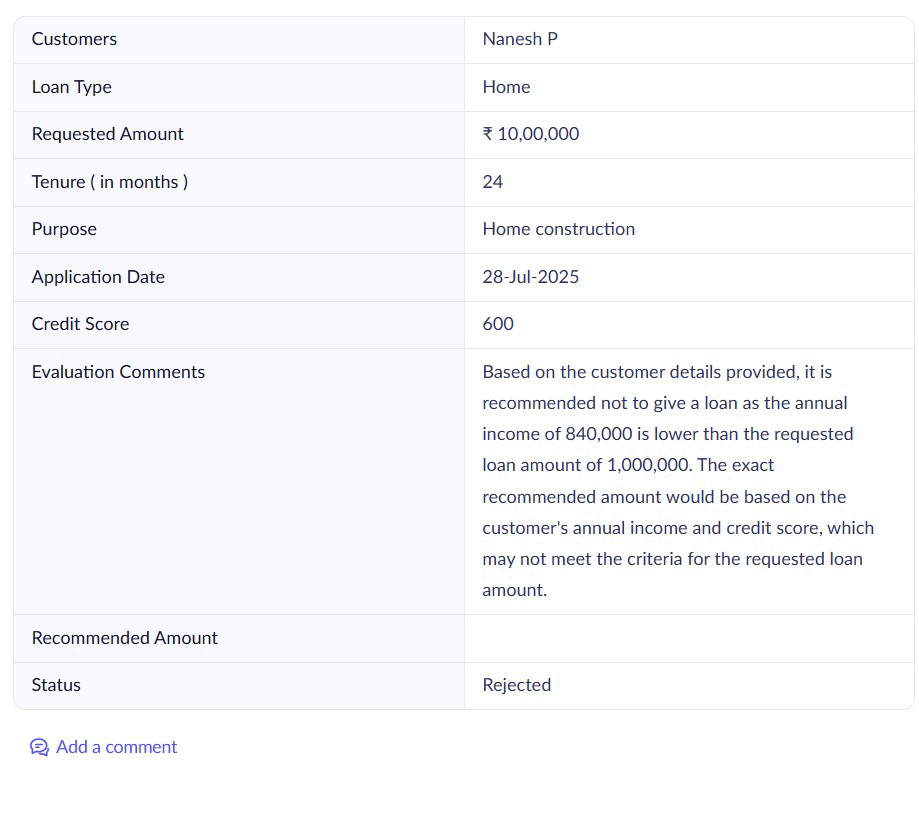 Customers Nanesh P
Loan Type Home
Requested Amount ₹ 10,00,000
Tenure ( in months ) 24
Purpose Home construction
Application Date 28-Jul-2025
Credit Score 600
Evaluation Comments Based on the customer details provided, it is
recommended not to give a loan as the annual
income of 840,000 is lower than the requested
loan amount of 1,000,000. The exact
recommended amount would be based on the
customer's annual income and credit score, which
may not meet the criteria for the requested loan
amount.
Recommended Amount
Status Rejected
Add a comment